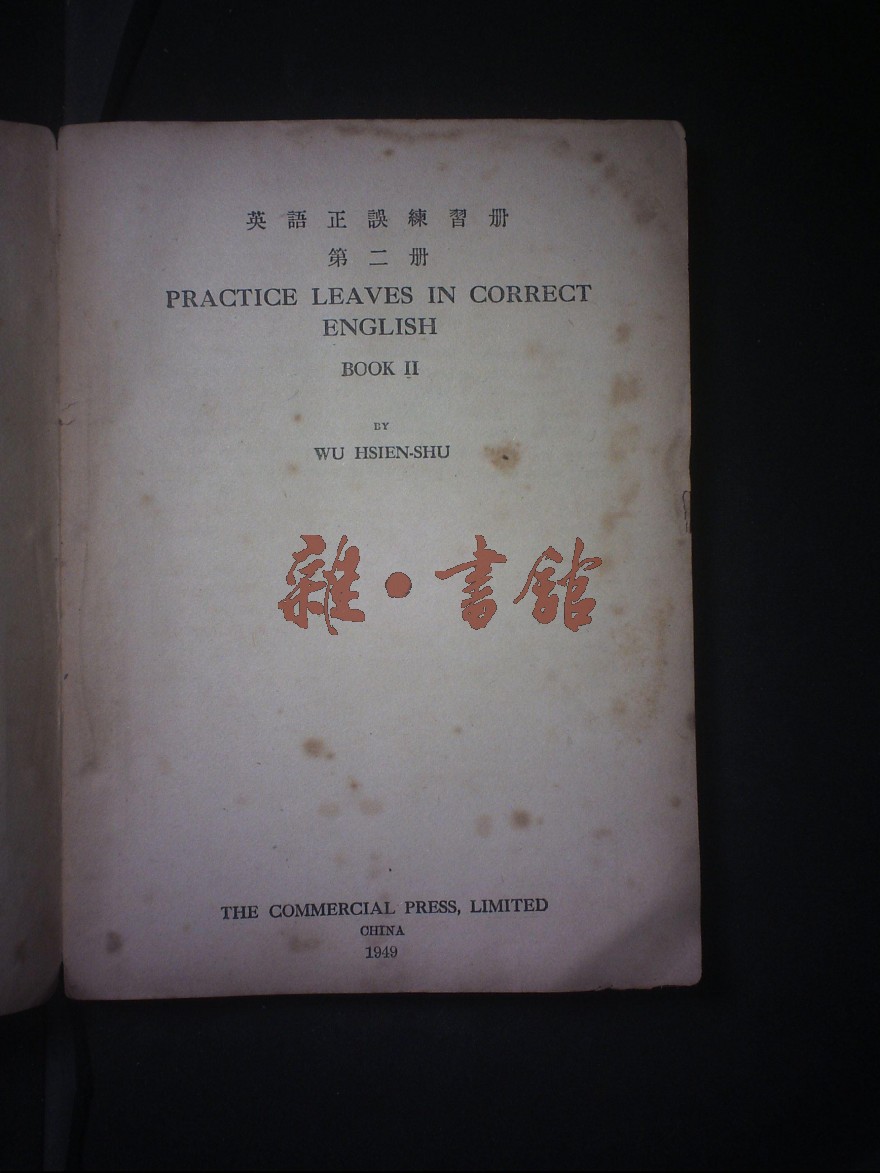 英語正誤練習册
第二册
PRACTICE LEAVES IN CORRECT
ENGLISH
BOOK II
BY
WU HSIEN-SHU
雜·書館
THE COMMERCIAL PRESS, LIMITED
CHINA
1949